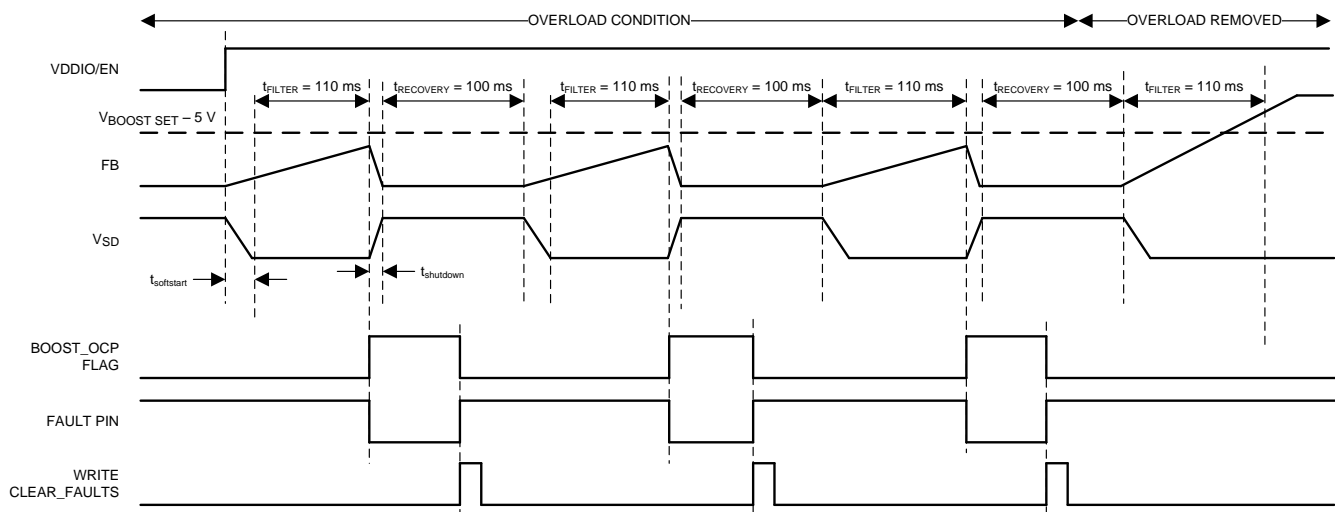 OVERLOAD CONDITION
OVERLOAD REMOVED
VDDIO/EN
tFILTER = 110 ms
tRECOVERY = 100 ms
tFILTER = 110 ms
tRECOVERY = 100 ms
tFILTER = 110 ms
tRECOVERY = 100 ms
tFILTER = 110 ms
VBOOST SET – 5 V
FB
VSD
tsoftstart
tshutdown
BOOST_OCP
FLAG
FAULT PIN
WRITE
CLEAR_FAULTS